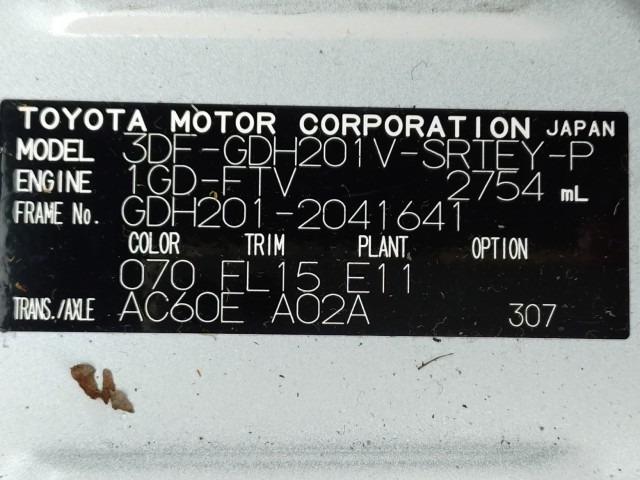 TOYOTA MOTOR CORPORATION JAPAN
MODEL 3DF-GDH201V-SRTEY-P
ENGINE 1GD-FTV 2754 mL
FRAME No. GDH201-2041641
COLOR TRIM PLANT OPTION
070 FL15 E11
TRANS./AXLE AC60E A02A 307